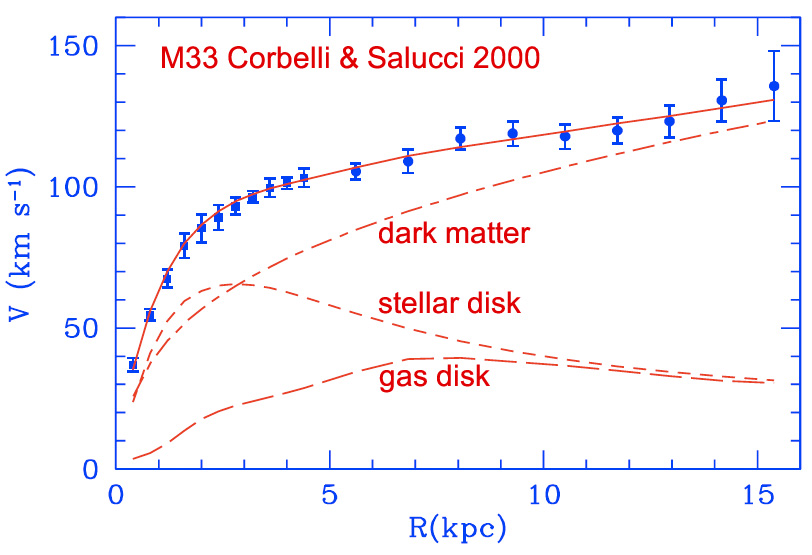 M33 Corbelli & Salucci 2000
150
100
50
0
V (km s⁻¹)
dark matter
stellar disk
gas disk
0 5 10 15
R(kpc)